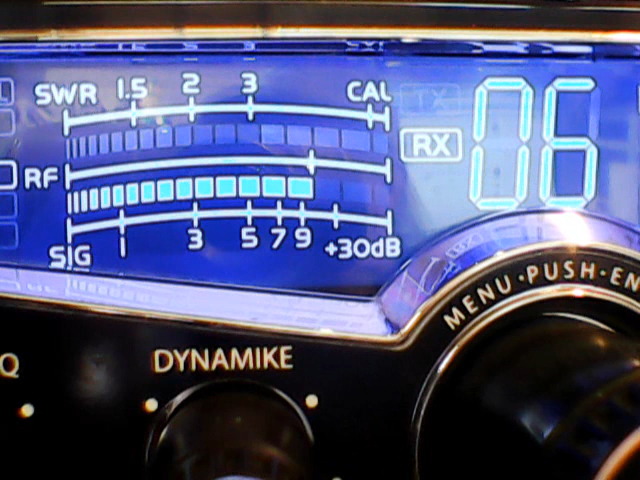 SWR 1.5 2 3 CAL
TX
RX
06
RF
SIG 1 3 5 7 9 +30dB
MENU·PUSH·EN
Q
DYNAMIKE